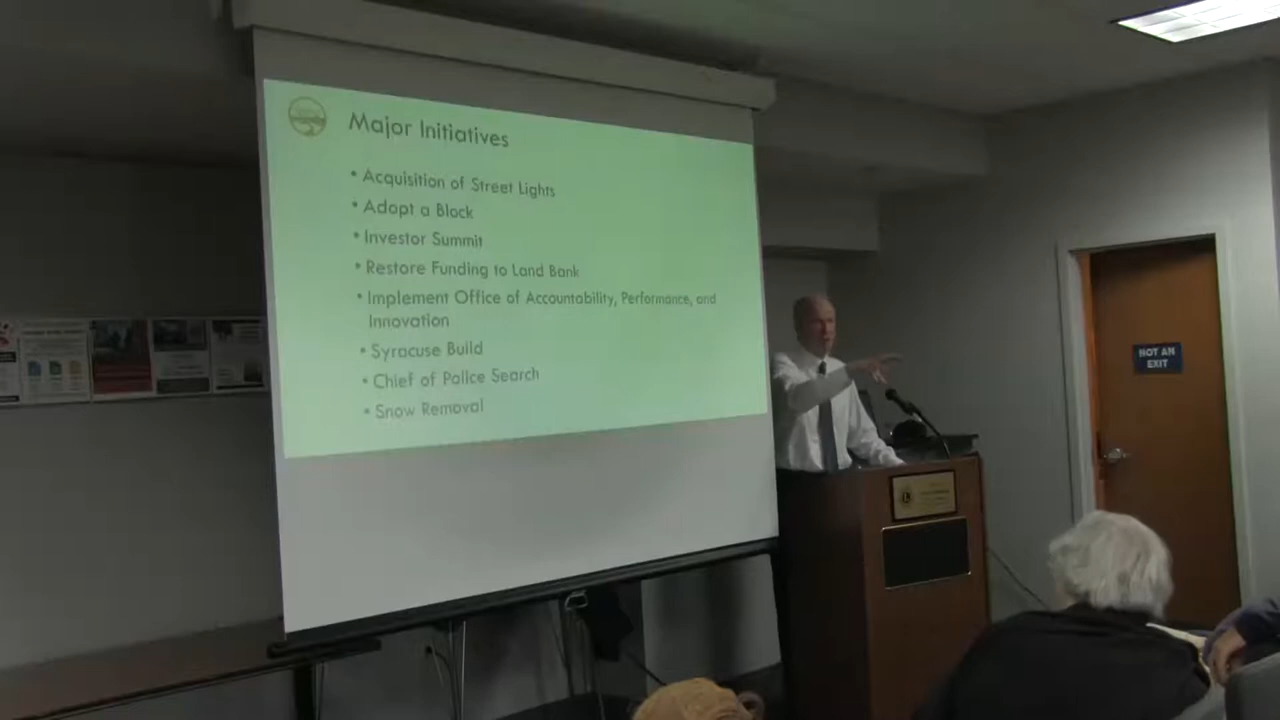 Major Initiatives
• Acquisition of Street Lights
• Adopt a Block
• Investor Summit
• Restore Funding to Land Bank
• Implement Office of Accountability, Performance, and
Innovation
• Syracuse Build
• Chief of Police Search
• Snow Removal
NOT AN
EXIT